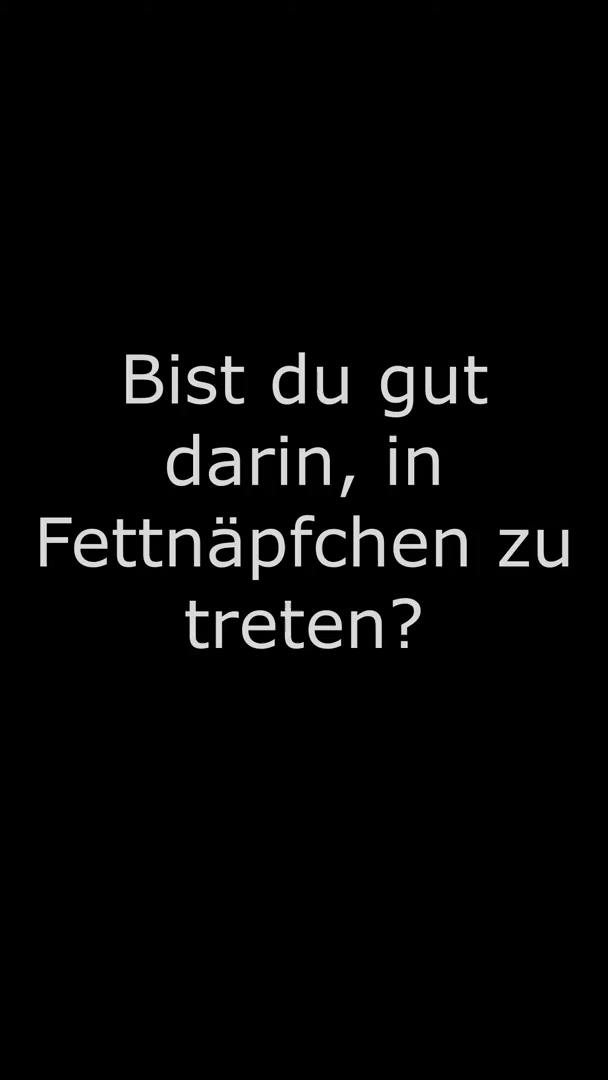 Bist du gut
darin, in
Fettnäpfchen zu
treten?